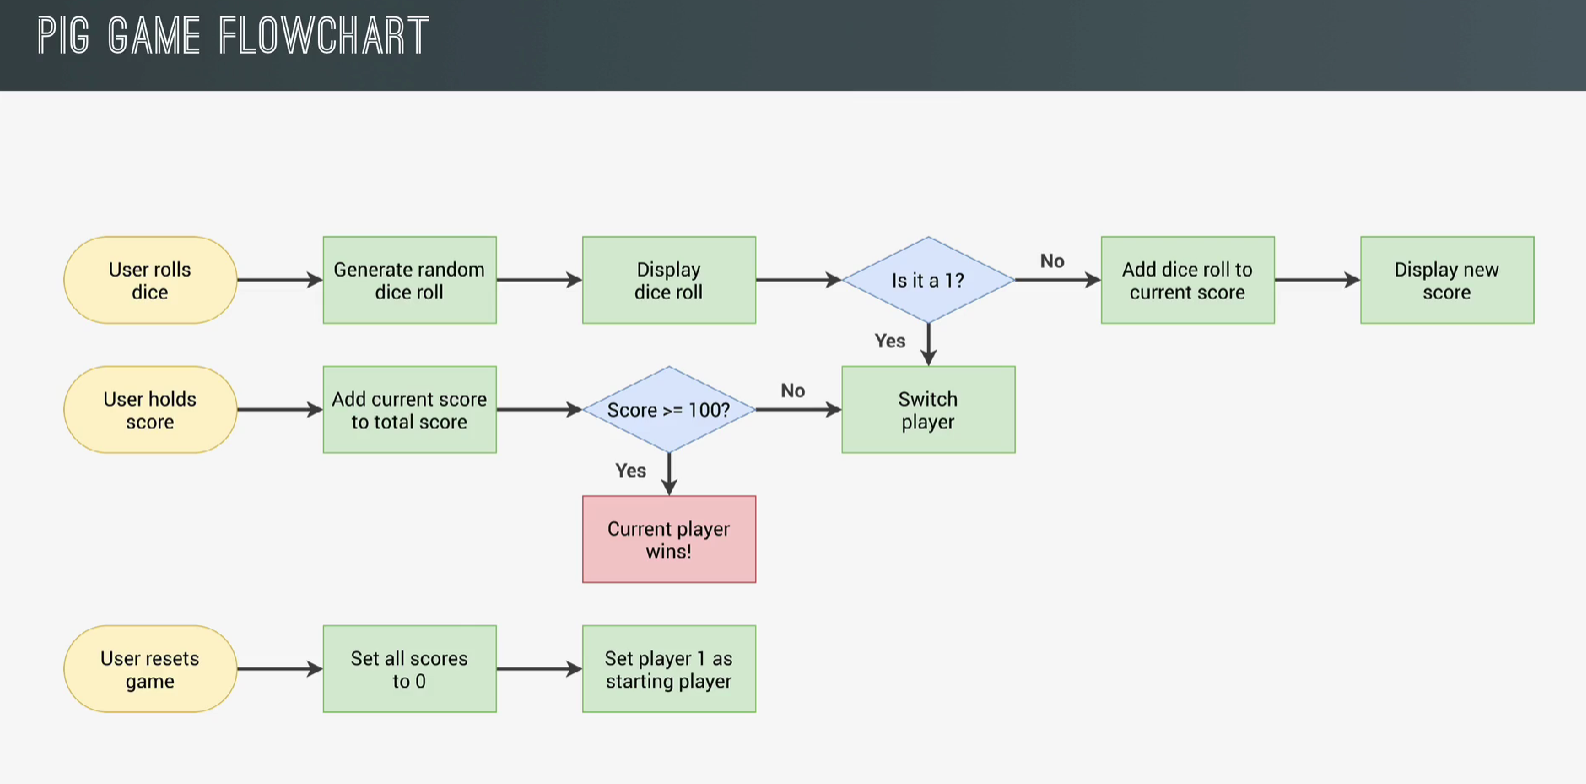 PIG GAME FLOWCHART
User rolls
dice
Generate random
dice roll
Display
dice roll
Is it a 1?
No
Add dice roll to
current score
Display new
score
Yes
User holds
score
Add current score
to total score
Score >= 100?
No
Switch
player
Yes
Current player
wins!
User resets
game
Set all scores
to 0
Set player 1 as
starting player